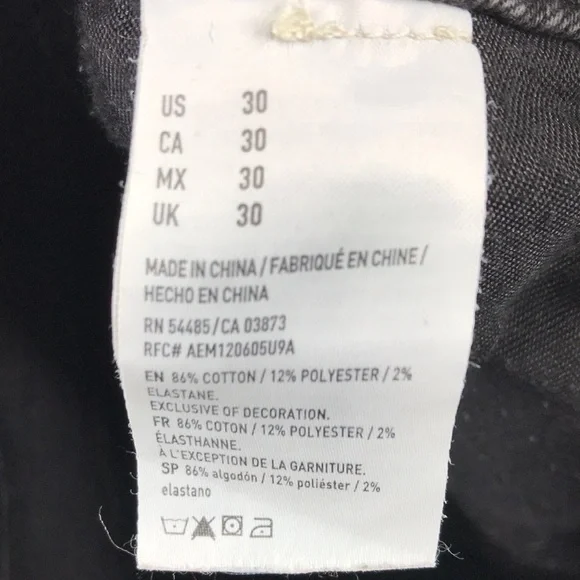 US 30
CA 30
MX 30
UK 30
MADE IN CHINA / FABRIQUÉ EN CHINE /
HECHO EN CHINA
RN 54485/CA 03873
RFC# AEM120605U9A
EN 86% COTTON / 12% POLYESTER / 2%
ELASTANE.
EXCLUSIVE OF DECORATION.
FR 86% COTON / 12% POLYESTER / 2%
ÉLASTHANNE.
À L'EXCEPTION DE LA GARNITURE.
SP 86% algodón / 12% poliéster / 2%
elastano